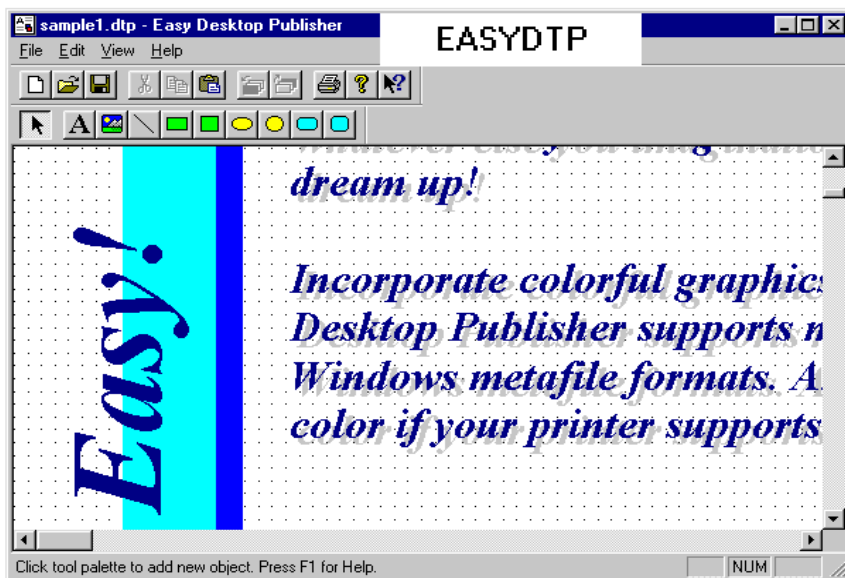 sample1.dtp - Easy Desktop Publisher
EASYDTP
File Edit View Help
A
dream up!
Easy!
Incorporate colorful graphics
Desktop Publisher supports
Windows metafile formats.
color if your printer supports
Click tool palette to add new object. Press F1 for Help.
NUM